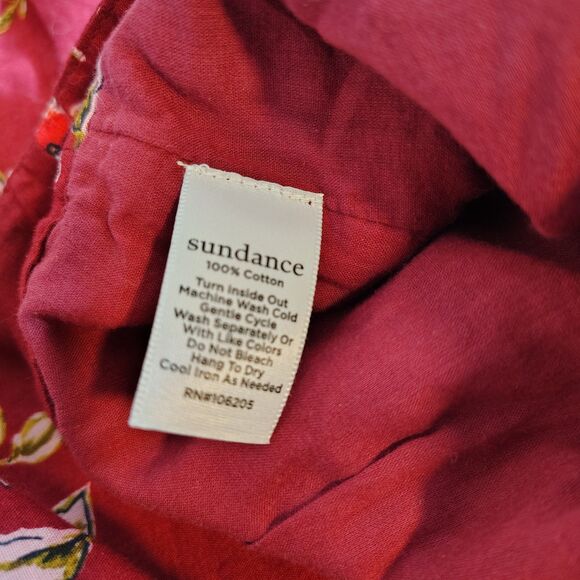 sundance
100% Cotton
Turn Inside Out
Machine Wash Cold
Gentle Cycle
Wash Separately Or
With Like Colors
Do Not Bleach
Hang To Dry
Cool Iron As Needed
RN#106205